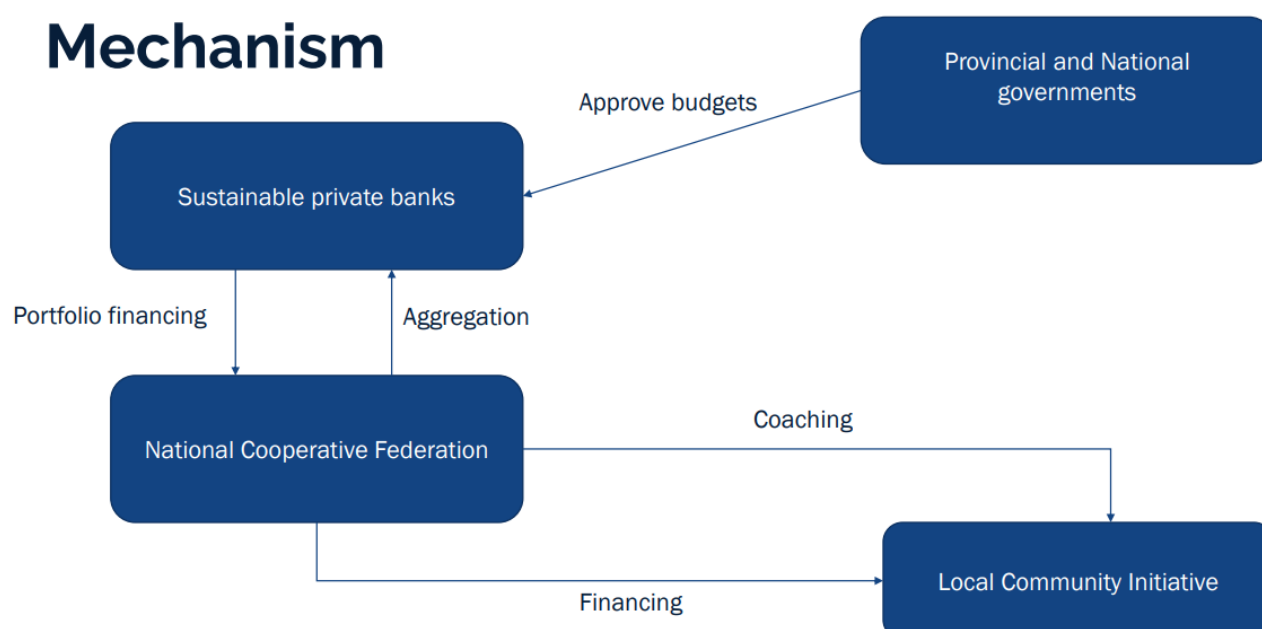 Mechanism
Provincial and National
governments
Approve budgets
Sustainable private banks
Portfolio financing
Aggregation
National Cooperative Federation
Coaching
Local Community Initiative
Financing